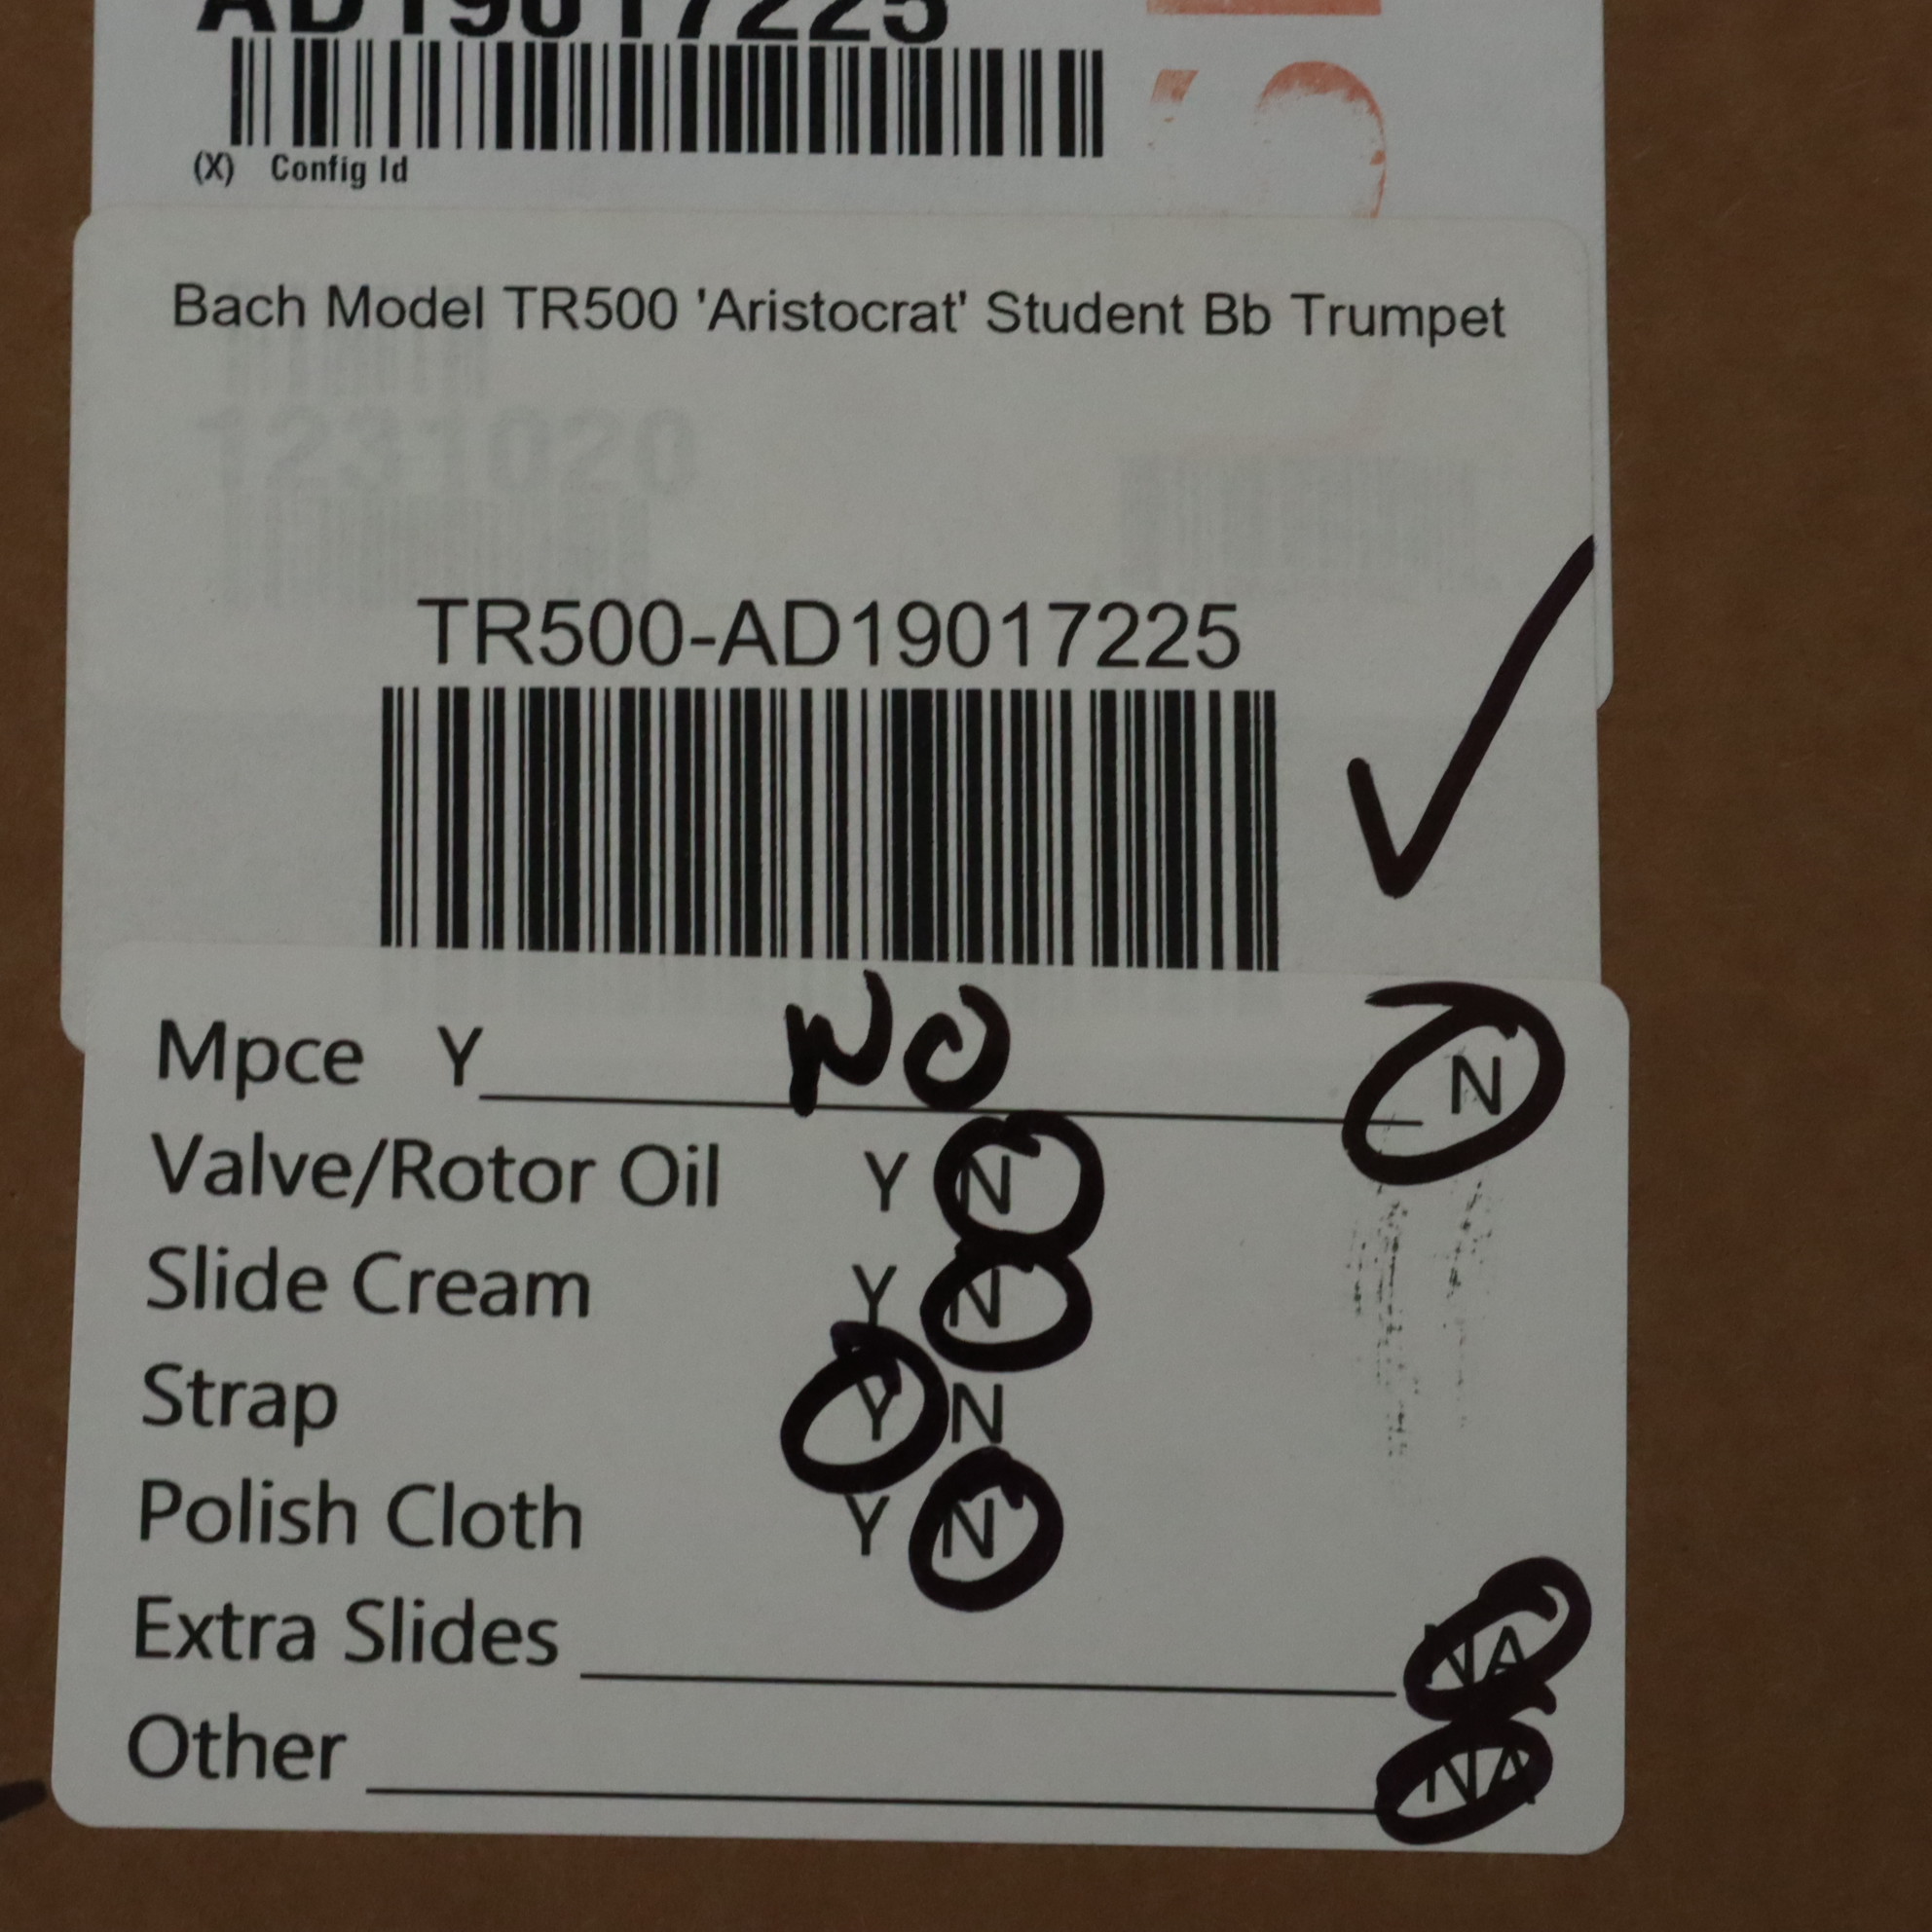 AD19017225
(X) Config Id
Bach Model TR500 'Aristocrat' Student Bb Trumpet
1231020
TR500-AD19017225
Mpce Y NO N
Valve/Rotor Oil Y N
Slide Cream Y N
Strap Y N
Polish Cloth Y N
Extra Slides NA
Other NA